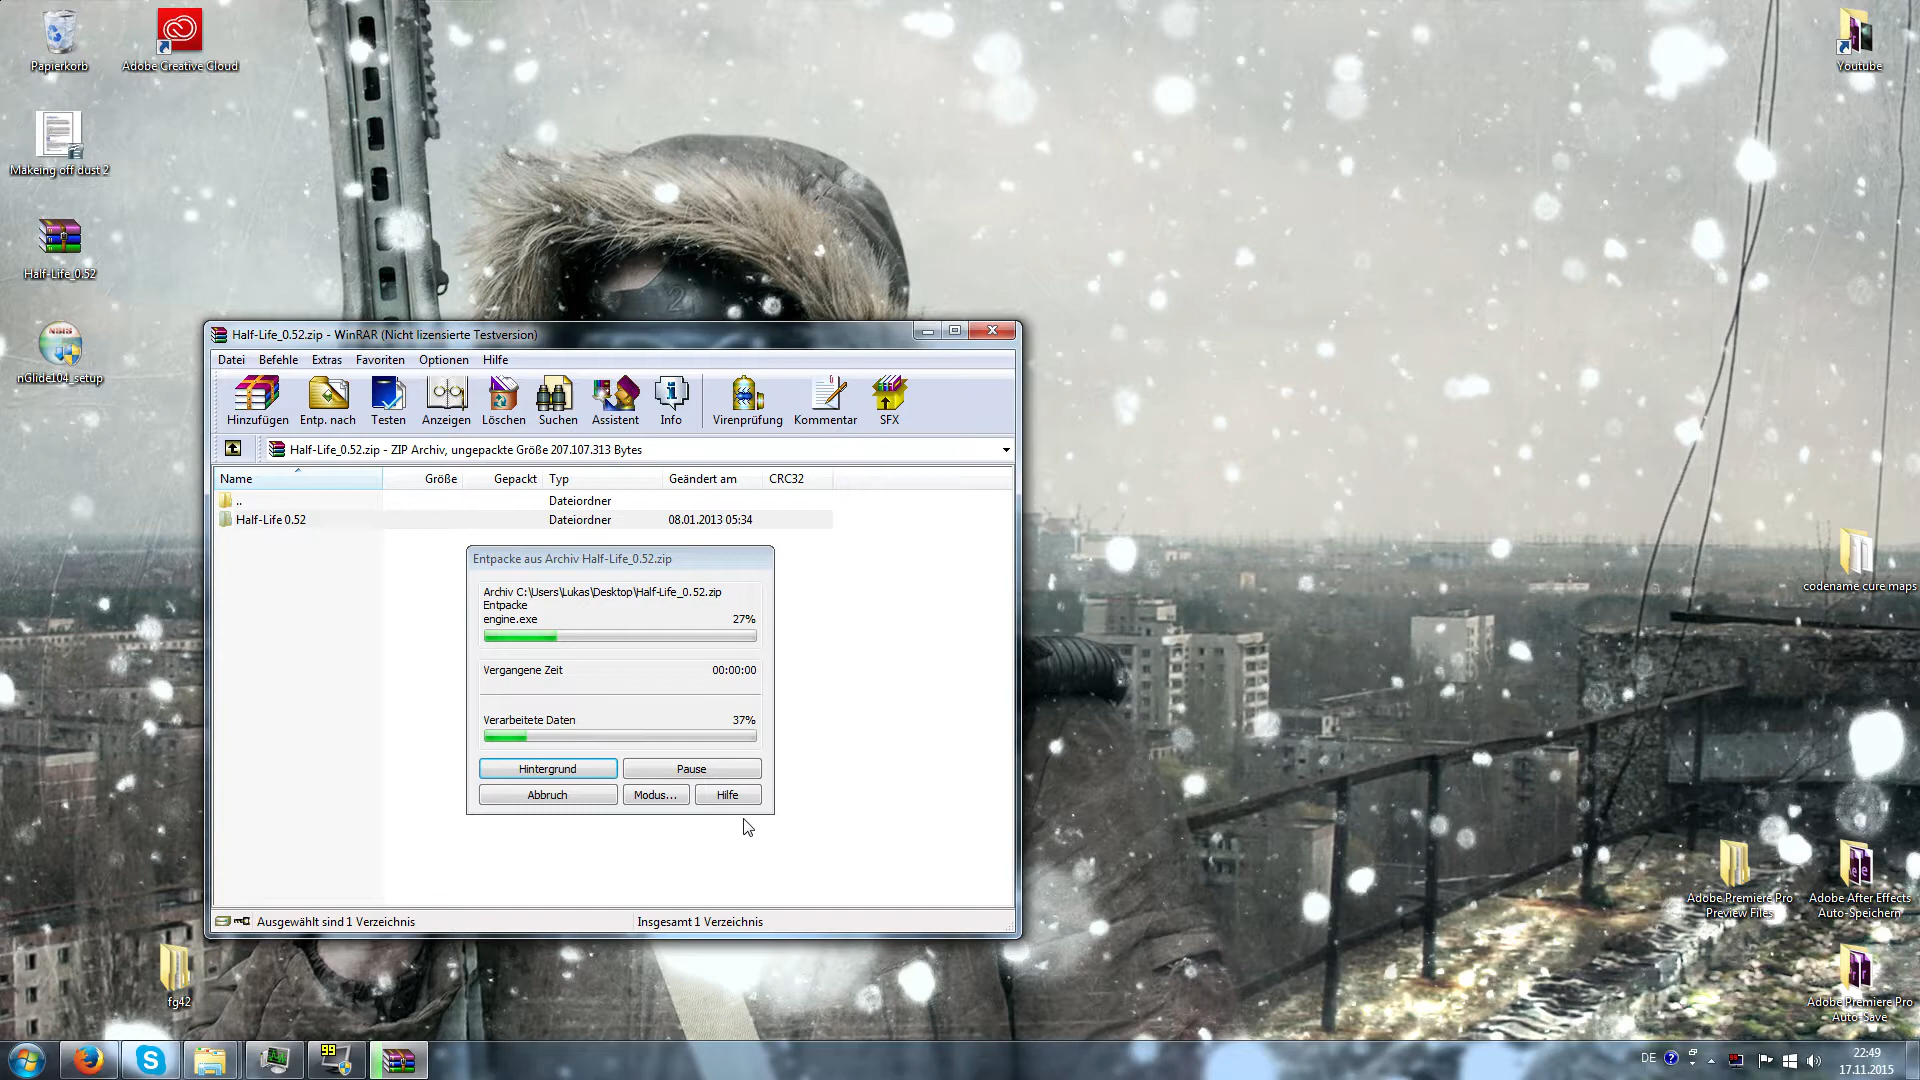 Papierkorb
Adobe Creative Cloud
Youtube
Makeing off dust 2
Half-Life_0.52
NSIS
nGlide104_setup
2
Half-Life_0.52.zip - WinRAR (Nicht lizensierte Testversion)
Datei Befehle Extras Favoriten Optionen Hilfe
Hinzufügen Entp. nach Testen Anzeigen Löschen Suchen Assistent Info Virenprüfung Kommentar SFX
Half-Life_0.52.zip - ZIP Archiv, ungepackte Größe 207.107.313 Bytes
Name Größe Gepackt Typ Geändert am CRC32
.. Dateiordner
Half-Life 0.52 Dateiordner 08.01.2013 05:34
Entpacke aus Archiv Half-Life_0.52.zip
Archiv C:\Users\Lukas\Desktop\Half-Life_0.52.zip
Entpacke
engine.exe 27%
Vergangene Zeit 00:00:00
Verarbeitete Daten 37%
Hintergrund Pause
Abbruch Modus... Hilfe
Ausgewählt sind 1 Verzeichnis Insgesamt 1 Verzeichnis
codename cure maps
Adobe Premiere Pro
Preview Files
Adobe After Effects
Auto-Speichern
fg42
Adobe Premiere Pro
Auto-Save
99
DE
22:49
17.11.2015